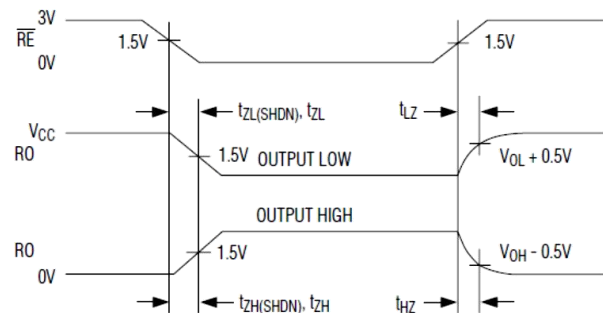 3V
RE
1.5V
1.5V
0V
tZL(SHDN), tZL
tLZ
VCC
RO
1.5V
OUTPUT LOW
VOL + 0.5V
OUTPUT HIGH
RO
1.5V
VOH – 0.5V
0V
tZH(SHDN), tZH
tHZ